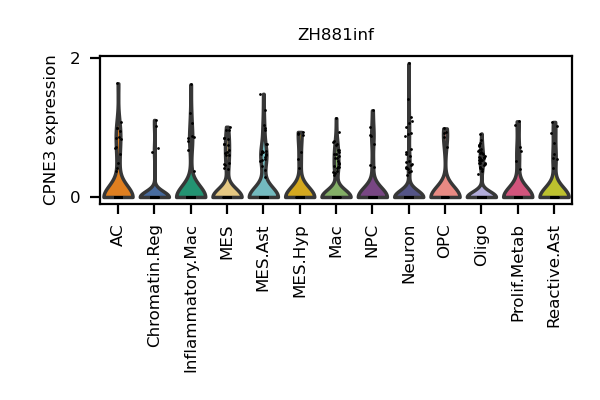 ZH881inf
CPNE3 expression
2
0
AC
Chromatin.Reg
Inflammatory.Mac
MES
MES.Ast
MES.Hyp
Mac
NPC
Neuron
OPC
Oligo
Prolif.Metab
Reactive.Ast